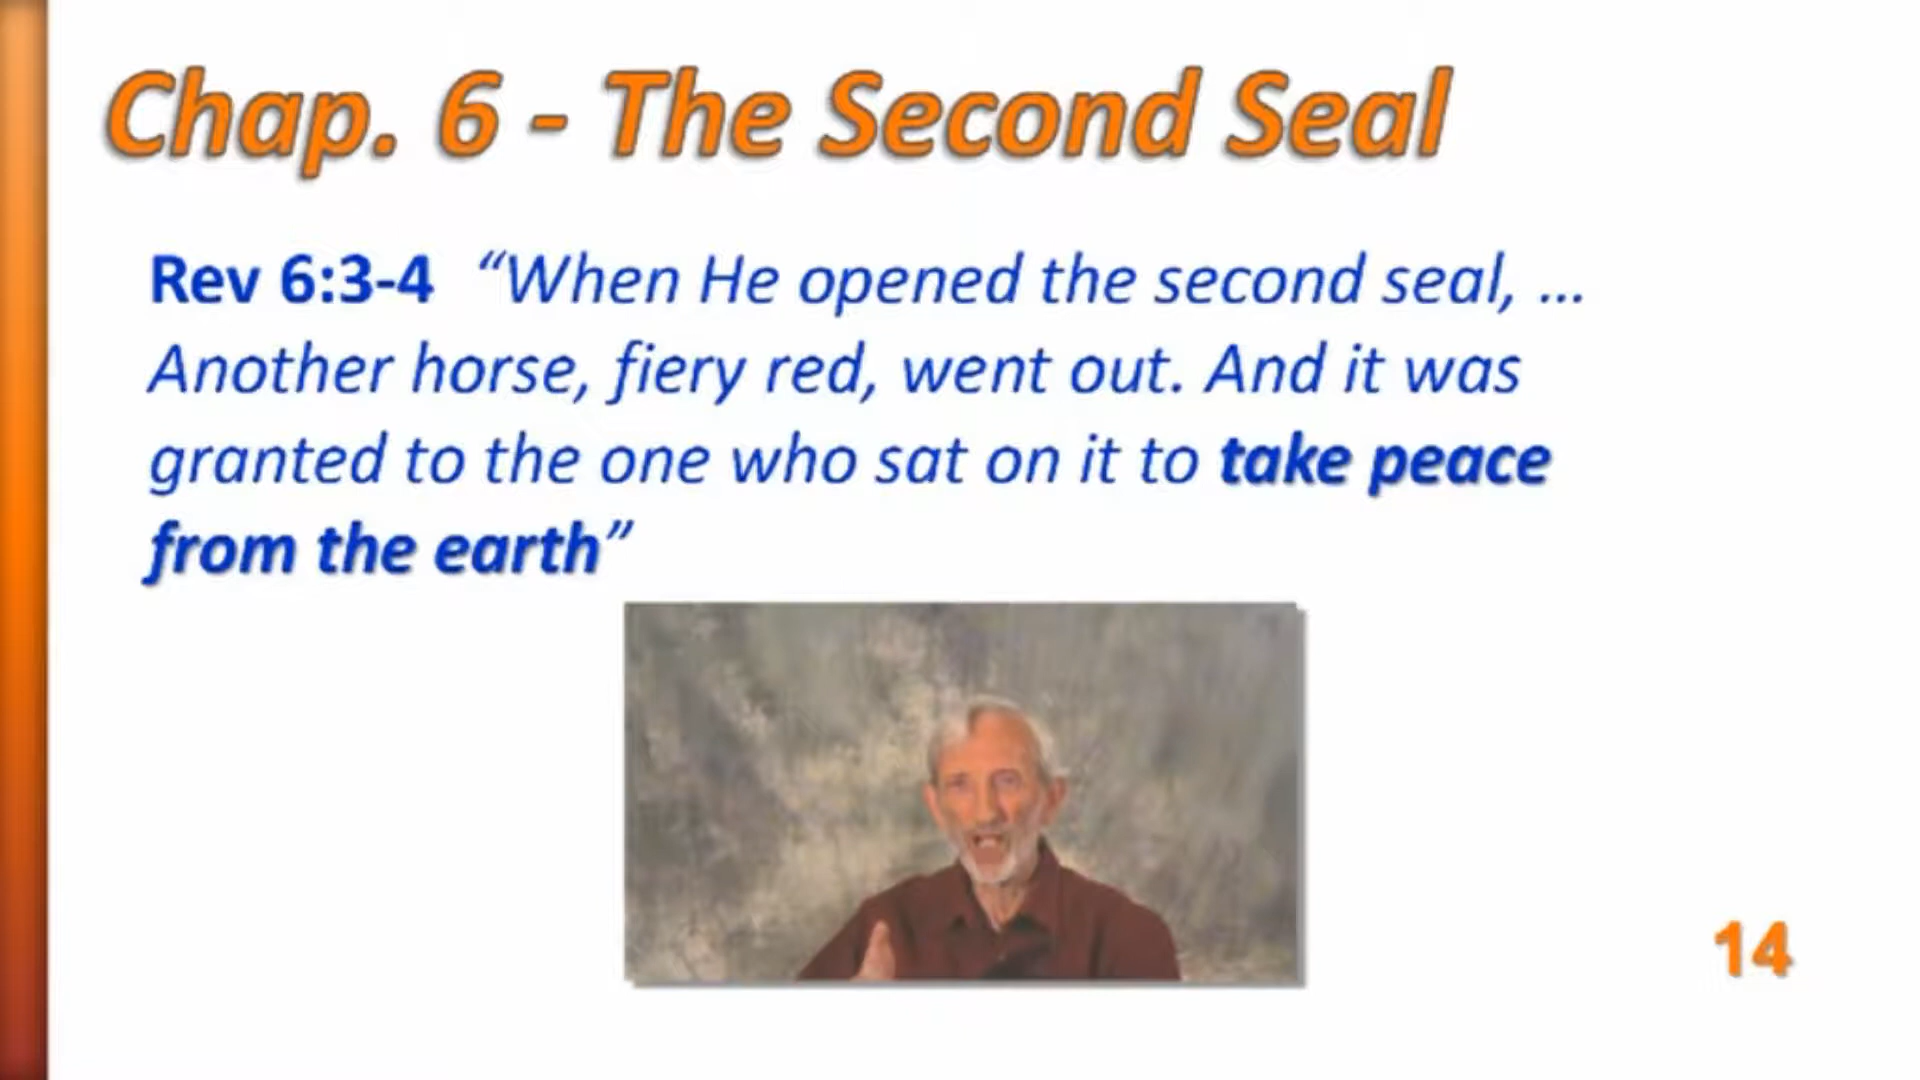 Chap. 6 - The Second Seal
Rev 6:3-4 “When He opened the second seal, ...
Another horse, fiery red, went out. And it was
granted to the one who sat on it to take peace
from the earth”
14